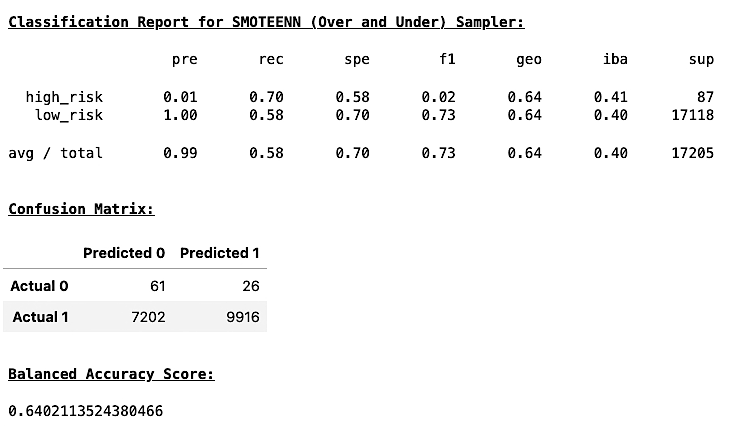 Classification Report for SMOTEENN (Over and Under) Sampler:
pre rec spe f1 geo iba sup
high_risk 0.01 0.70 0.58 0.02 0.64 0.41 87
low_risk 1.00 0.58 0.70 0.73 0.64 0.40 17118
avg / total 0.99 0.58 0.70 0.73 0.64 0.40 17205
Confusion Matrix:
Predicted 0 Predicted 1
Actual 0 61 26
Actual 1 7202 9916
Balanced Accuracy Score:
0.6402113524380466